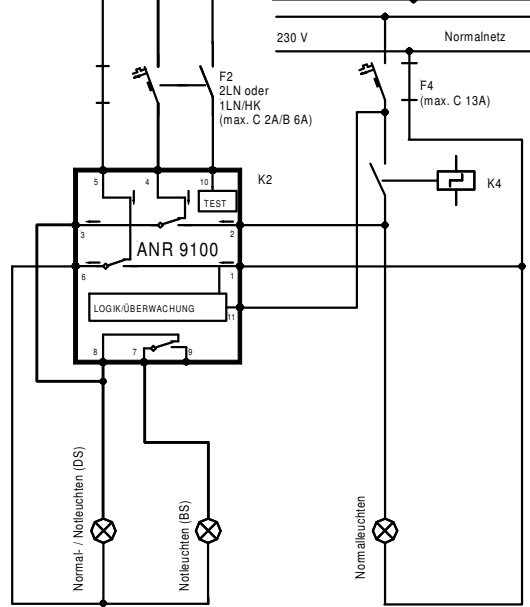 230 V
Normalnetz
F2
2LN oder
1LN/HK
(max. C 2A/B 6A)
F4
(max. C 13A)
5
4
10
K2
K4
TEST
3
2
ANR 9100
6
1
LOGIK/ÜBERWACHUNG
11
8
7
9
Normal- / Notleuchten (DS)
Notleuchten (BS)
Normalleuchten